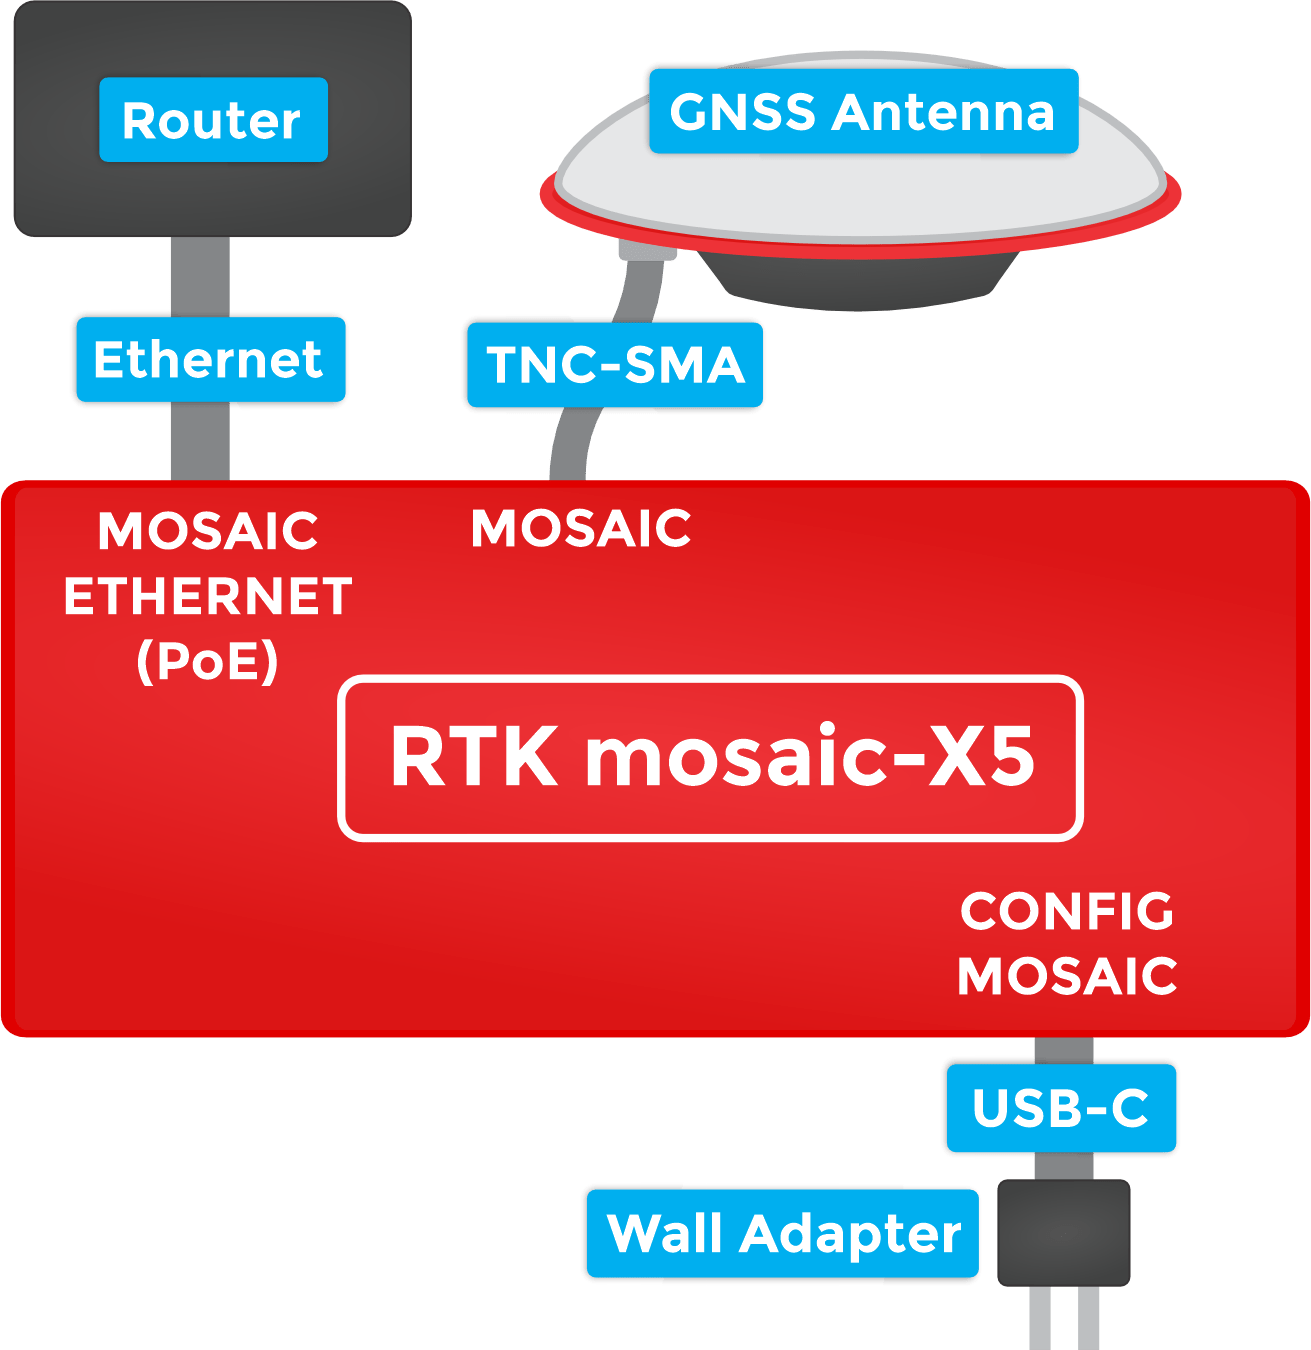 Router
GNSS Antenna
Ethernet
TNC-SMA
MOSAIC
ETHERNET
(PoE)
MOSAIC
RTK mosaic-X5
CONFIG
MOSAIC
USB-C
Wall Adapter